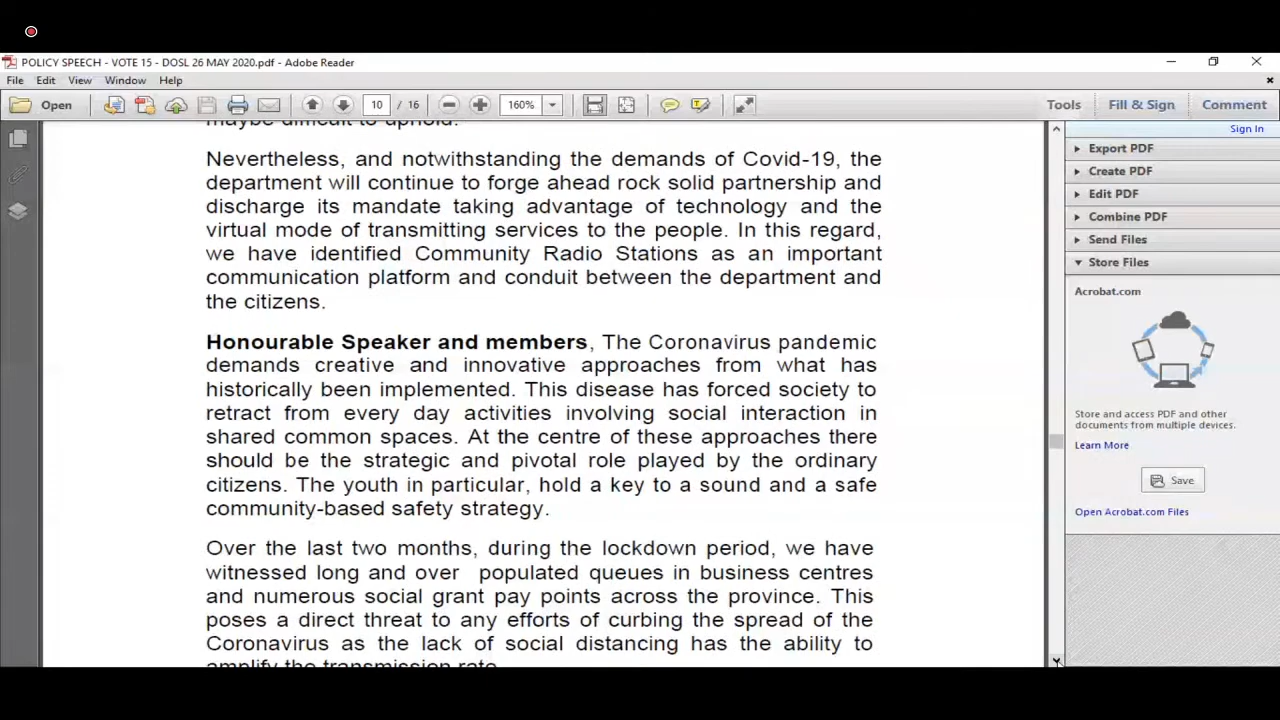 POLICY SPEECH - VOTE 15 - DOSL 26 MAY 2020.pdf - Adobe Reader
File Edit View Window Help
Open 10 / 16 160% Tools Fill & Sign Comment
Sign In
Export PDF
Create PDF
Edit PDF
Combine PDF
Send Files
Store Files
Acrobat.com
Store and access PDF and other
documents from multiple devices.
Learn More
Save
Open Acrobat.com Files
maybe difficult to uphold.
Nevertheless, and notwithstanding the demands of Covid-19, the
department will continue to forge ahead rock solid partnership and
discharge its mandate taking advantage of technology and the
virtual mode of transmitting services to the people. In this regard,
we have identified Community Radio Stations as an important
communication platform and conduit between the department and
the citizens.
Honourable Speaker and members, The Coronavirus pandemic
demands creative and innovative approaches from what has
historically been implemented. This disease has forced society to
retract from every day activities involving social interaction in
shared common spaces. At the centre of these approaches there
should be the strategic and pivotal role played by the ordinary
citizens. The youth in particular, hold a key to a sound and a safe
community-based safety strategy.
Over the last two months, during the lockdown period, we have
witnessed long and over populated queues in business centres
and numerous social grant pay points across the province. This
poses a direct threat to any efforts of curbing the spread of the
Coronavirus as the lack of social distancing has the ability to
amplify the transmission rate.